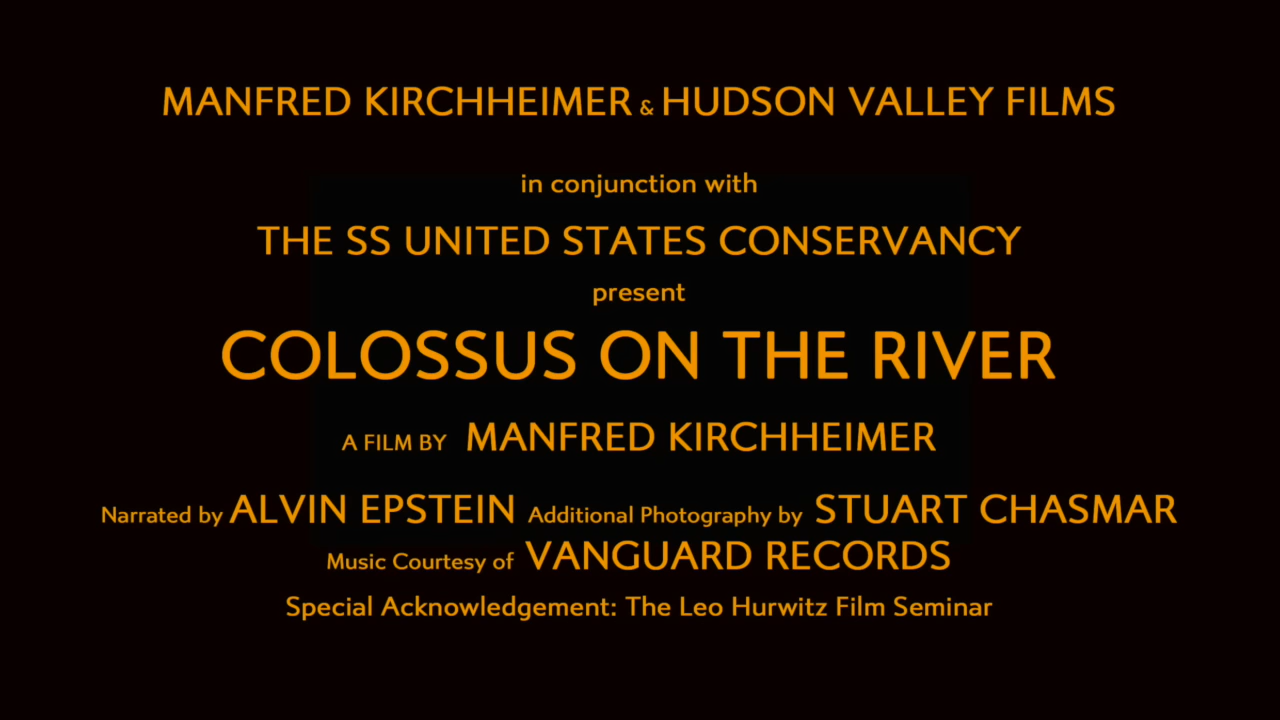 MANFRED KIRCHHEIMER & HUDSON VALLEY FILMS
in conjunction with
THE SS UNITED STATES CONSERVANCY
present
COLOSSUS ON THE RIVER
A FILM BY MANFRED KIRCHHEIMER
Narrated by ALVIN EPSTEIN Additional Photography by STUART CHASMAR
Music Courtesy of VANGUARD RECORDS
Special Acknowledgement: The Leo Hurwitz Film Seminar